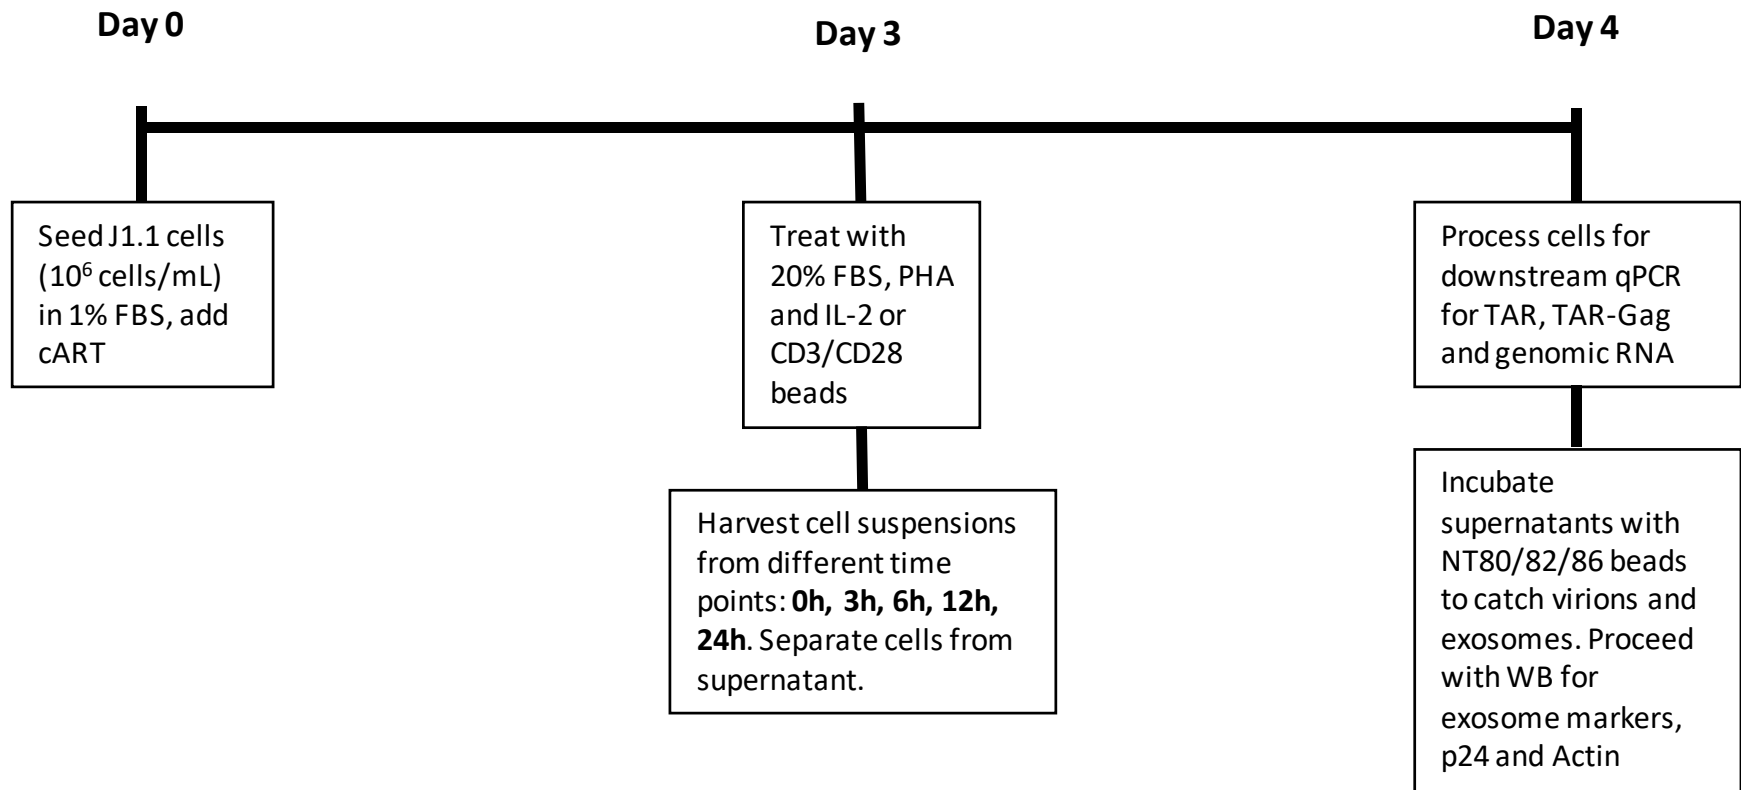 Day 0
Day 3
Day 4
Seed J1.1 cells
(10⁶ cells/mL)
in 1% FBS, add
cART
Treat with
20% FBS, PHA
and IL-2 or
CD3/CD28
beads
Harvest cell suspensions
from different time
points: 0h, 3h, 6h, 12h,
24h. Separate cells from
supernatant.
Process cells for
downstream qPCR
for TAR, TAR-Gag
and genomic RNA
Incubate
supernatants with
NT80/82/86 beads
to catch virions and
exosomes. Proceed
with WB for
exosome markers,
p24 and Actin